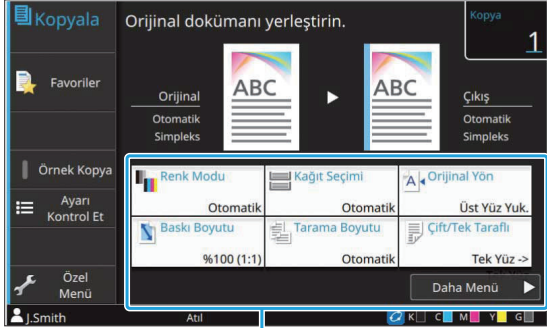 Kopyala
Orijinal dokümanı yerleştirin.
Kopya
1
Favoriler
Orijinal
Otomatik
Simpleks
ABC
ABC
Çıkış
Otomatik
Simpleks
Örnek Kopya
Ayarı
Kontrol Et
Özel
Menü
Renk Modu
Otomatik
Kağıt Seçimi
Otomatik
Orijinal Yön
Üst Yüz Yuk.
Baskı Boyutu
%100 (1:1)
Tarama Boyutu
Otomatik
Çift/Tek Taraflı
Tek Yüz ->
Daha Menü
J.Smith
Atıl
K C M Y G